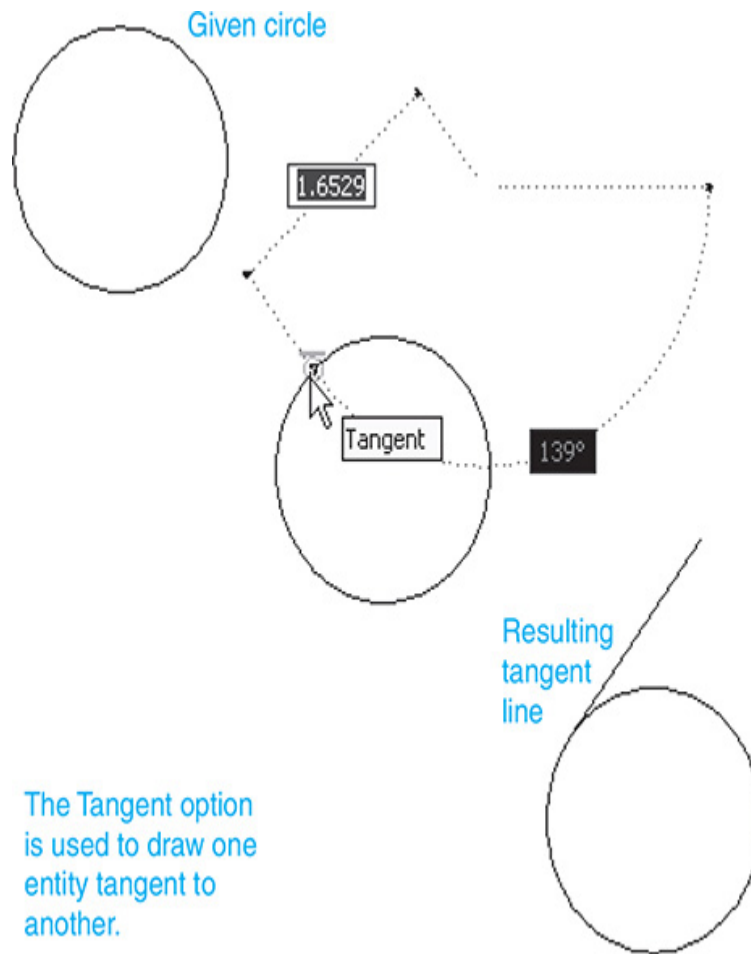 Given circle
1.6529
Tangent
139°
Resulting
tangent
line
The Tangent option
is used to draw one
entity tangent to
another.